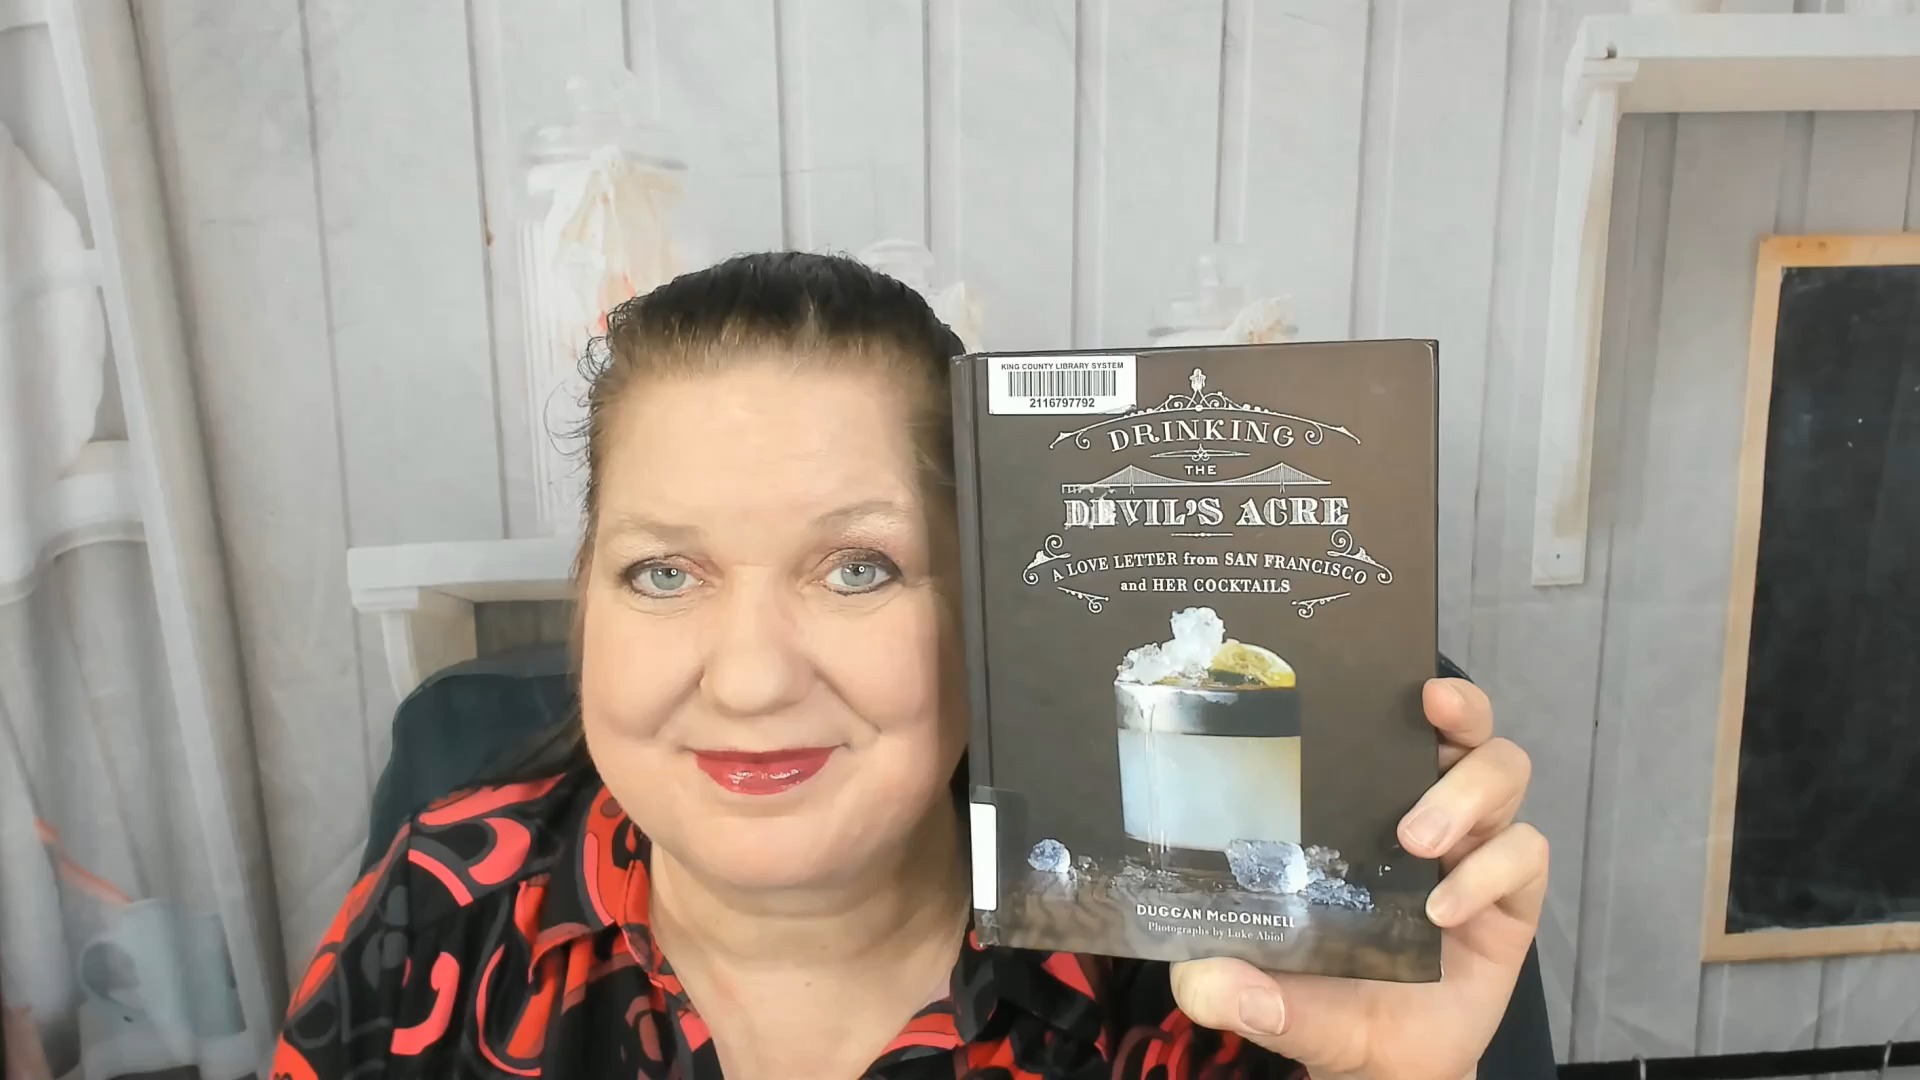 KING COUNTY LIBRARY SYSTEM
2116797792
DRINKING
THE
DEVIL'S ACRE
A LOVE LETTER from SAN FRANCISCO
and HER COCKTAILS
DUGGAN McDONNELL
Photographs by Luke Abiol